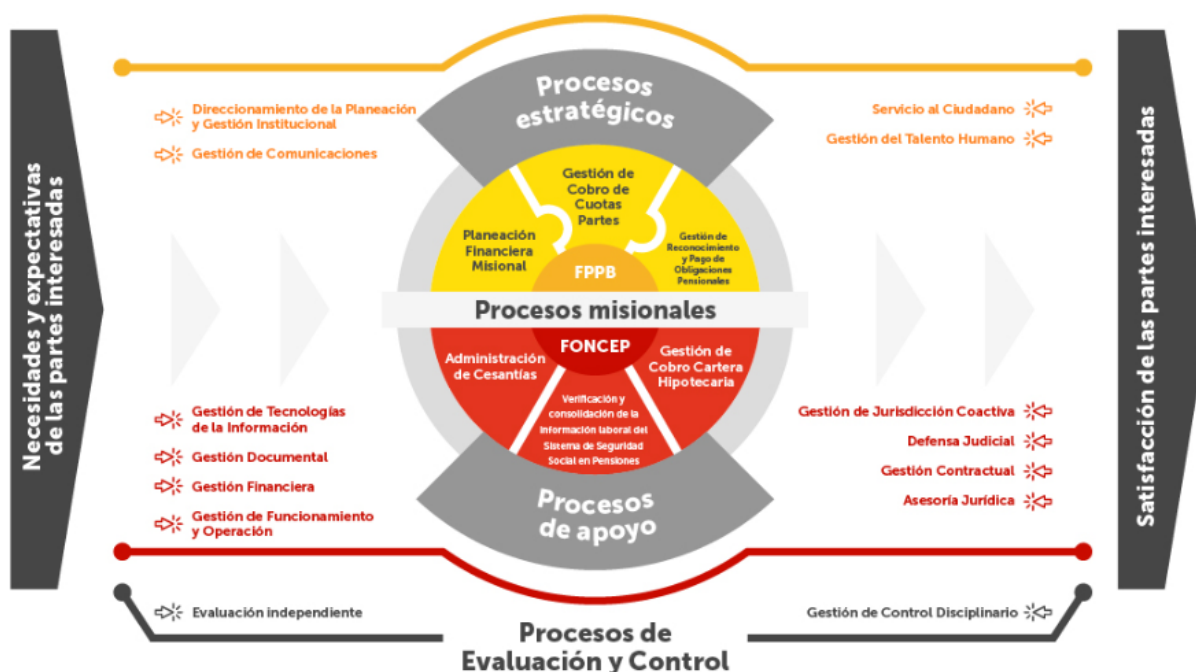 Necesidades y expectativas
de las partes interesadas
Procesos
estratégicos
Direccionamiento de la Planeación
y Gestión Institucional
Gestión de Comunicaciones
Servicio al Ciudadano
Gestión del Talento Humano
Planeación
Financiera
Misional
Gestión de
Cobro de
Cuotas
Partes
Gestión de
Reconocimiento
y Pago de
Obligaciones
Pensionales
FPPB
Procesos misionales
FONCEP
Administración
de Cesantías
Verificación y
consolidación de la
Información laboral del
Sistema de Seguridad
Social en Pensiones
Gestión de
Cobro Cartera
Hipotecaria
Gestión de Tecnologías
de la Información
Gestión Documental
Gestión Financiera
Gestión de Funcionamiento
y Operación
Gestión de Jurisdicción Coactiva
Defensa Judicial
Gestión Contractual
Asesoría Jurídica
Procesos
de apoyo
Evaluación independiente
Gestión de Control Disciplinario
Procesos de
Evaluación y Control
Satisfacción de las partes interesadas